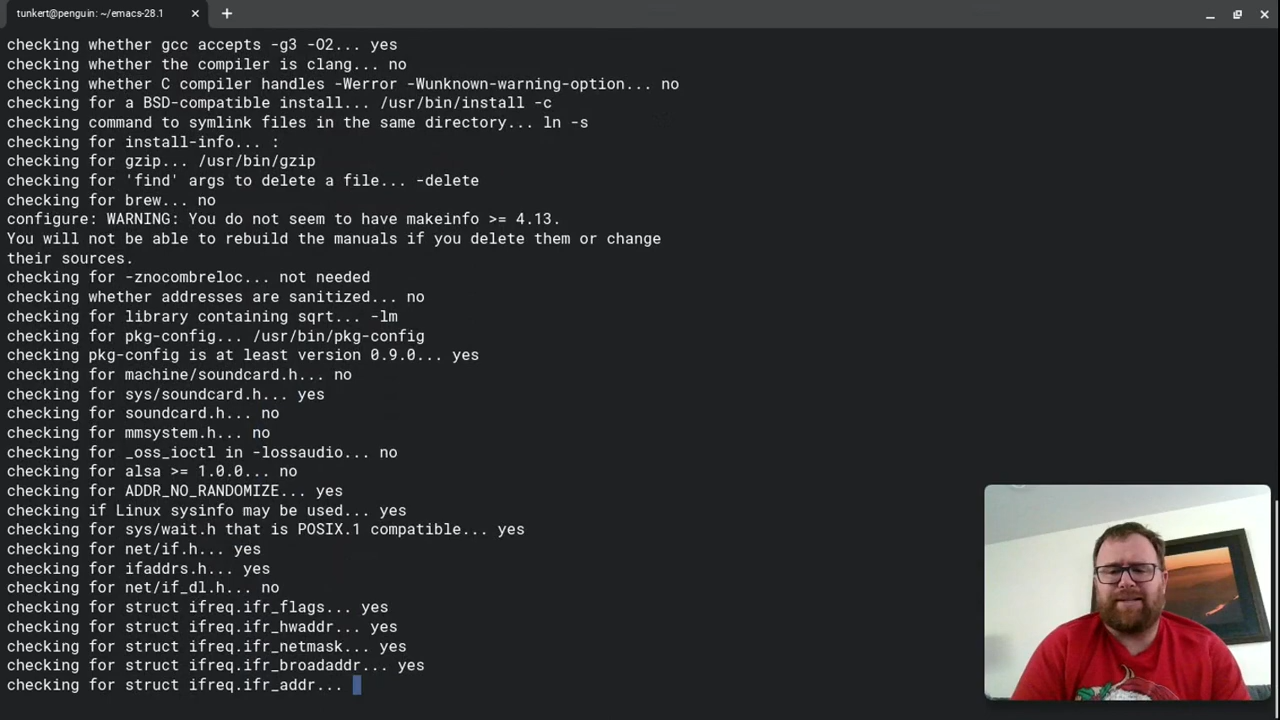 tunkert@penguin: ~/emacs-28.1
checking whether gcc accepts -g3 -O2... yes
checking whether the compiler is clang... no
checking whether C compiler handles -Werror -Wunknown-warning-option... no
checking for a BSD-compatible install... /usr/bin/install -c
checking command to symlink files in the same directory... ln -s
checking for install-info... :
checking for gzip... /usr/bin/gzip
checking for 'find' args to delete a file... -delete
checking for brew... no
configure: WARNING: You do not seem to have makeinfo >= 4.13.
You will not be able to rebuild the manuals if you delete them or change
their sources.
checking for -znocombreloc... not needed
checking whether addresses are sanitized... no
checking for library containing sqrt... -lm
checking for pkg-config... /usr/bin/pkg-config
checking pkg-config is at least version 0.9.0... yes
checking for machine/soundcard.h... no
checking for sys/soundcard.h... yes
checking for soundcard.h... no
checking for mmsystem.h... no
checking for _oss_ioctl in -lossaudio... no
checking for alsa >= 1.0.0... no
checking for ADDR_NO_RANDOMIZE... yes
checking if Linux sysinfo may be used... yes
checking for sys/wait.h that is POSIX.1 compatible... yes
checking for net/if.h... yes
checking for ifaddrs.h... yes
checking for net/if_dl.h... no
checking for struct ifreq.ifr_flags... yes
checking for struct ifreq.ifr_hwaddr... yes
checking for struct ifreq.ifr_netmask... yes
checking for struct ifreq.ifr_broadaddr... yes
checking for struct ifreq.ifr_addr...